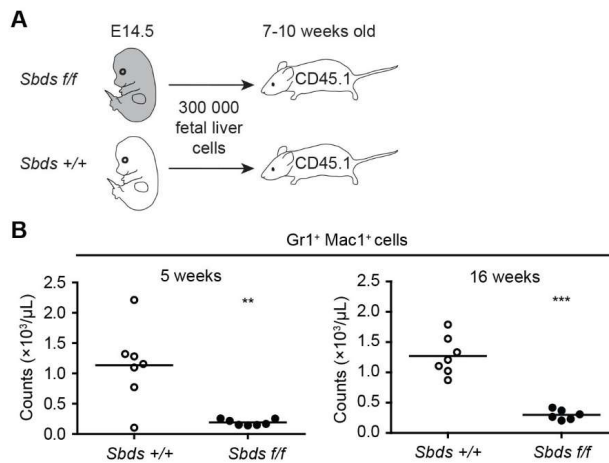 A
E14.5
7-10 weeks old
Sbds f/f
CD45.1
300 000
fetal liver
cells
Sbds +/+
CD45.1
B
Gr1⁺ Mac1⁺ cells
5 weeks
**
Counts (×10³/µL)
2.5
2.0
1.5
1.0
0.5
0.0
Sbds +/+
Sbds f/f
16 weeks
***
Counts (×10³/µL)
2.5
2.0
1.5
1.0
0.5
0.0
Sbds +/+
Sbds f/f